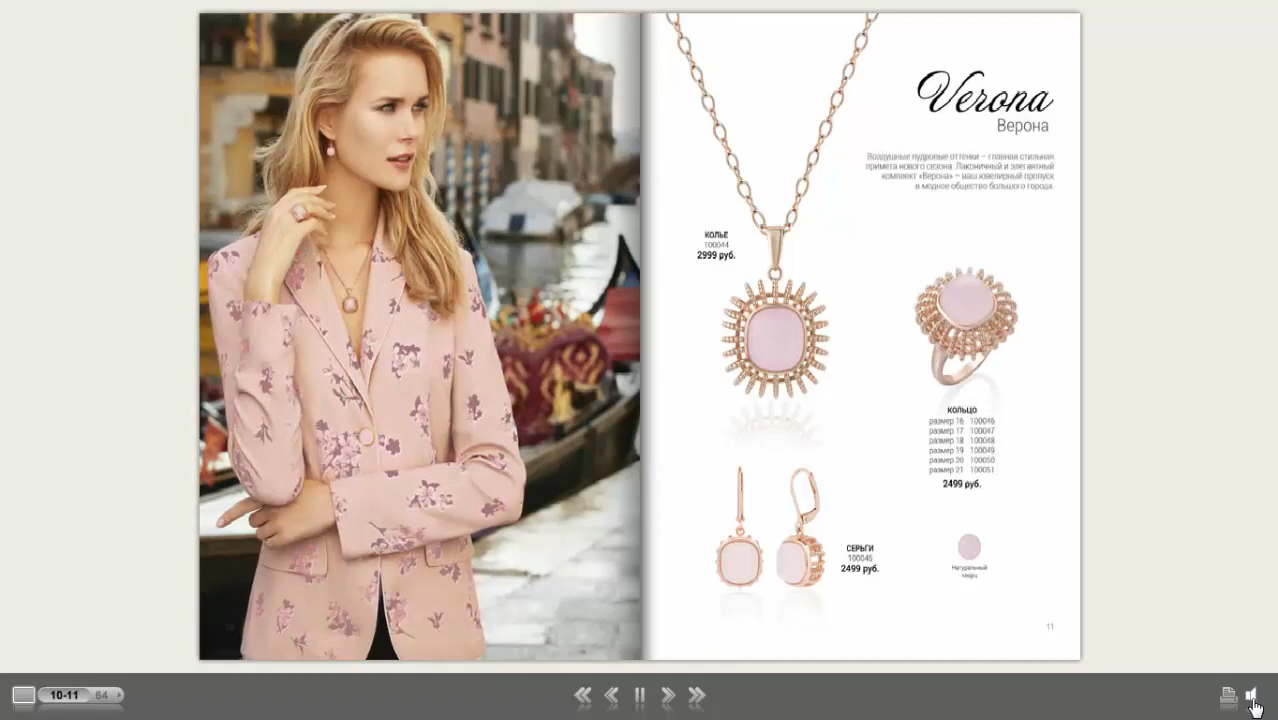 Verona
Верона
Воздушные пудровые оттенки – главная стильная
примета нового сезона. Лаконичный и элегантный
комплект «Верона» – ваш ювелирный пропуск
в модное общество большого города.
КОЛЬЕ
100044
2999 руб.
КОЛЬЦО
размер 16 100046
размер 17 100047
размер 18 100048
размер 19 100049
размер 20 100050
размер 21 100051
2499 руб.
СЕРЬГИ
100045
2499 руб.
Натуральный
кварц
11
10-11 64